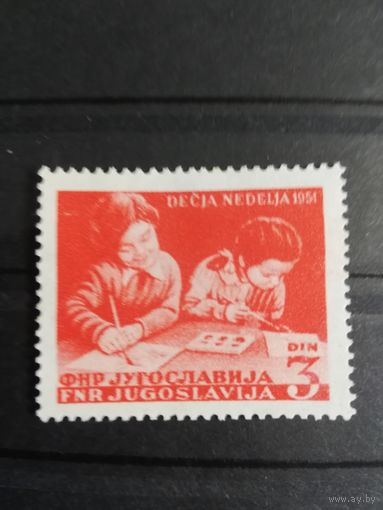 DEČJA NEDELJA 1951
DIN
3
ФНР ЈУГОСЛАВИЈА
FNR JUGOSLAVIJA
www.ay.by